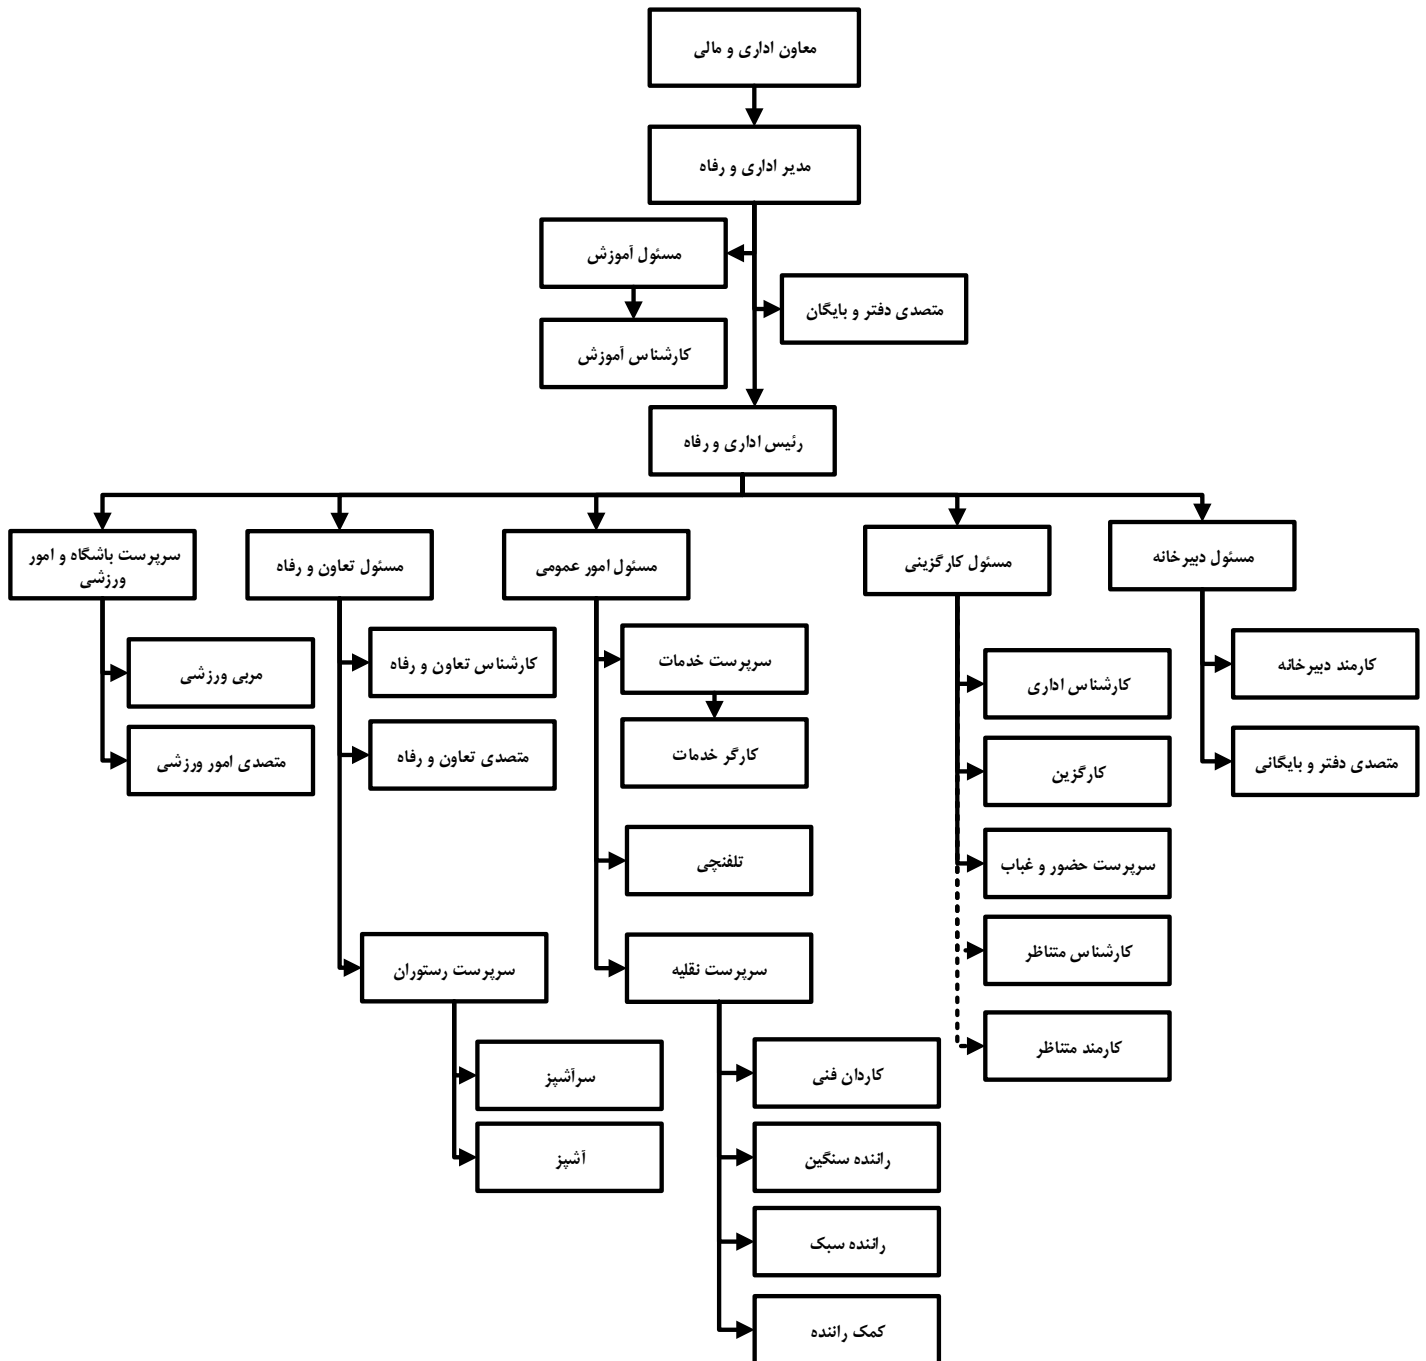 معاون اداری و مالی
مدیر اداری و رفاه
مسئول آموزش
متصدی دفتر و بایگان
کارشناس آموزش
رئیس اداری و رفاه
مسئول دبیرخانه
مسئول کارگزینی
مسئول امور عمومی
مسئول تعاون و رفاه
سرپرست باشگاه و امور
ورزشی
کارمند دبیرخانه
متصدی دفتر و بایگانی
کارشناس اداری
کارگزین
سرپرست حضور و غباب
کارشناس متناظر
کارمند متناظر
سرپرست خدمات
کارگر خدمات
تلفنچی
سرپرست نقلیه
کاردان فنی
راننده سنگین
راننده سبک
کمک راننده
کارشناس تعاون و رفاه
متصدی تعاون و رفاه
سرپرست رستوران
سرآشپز
آشپز
مربی ورزشی
متصدی امور ورزشی